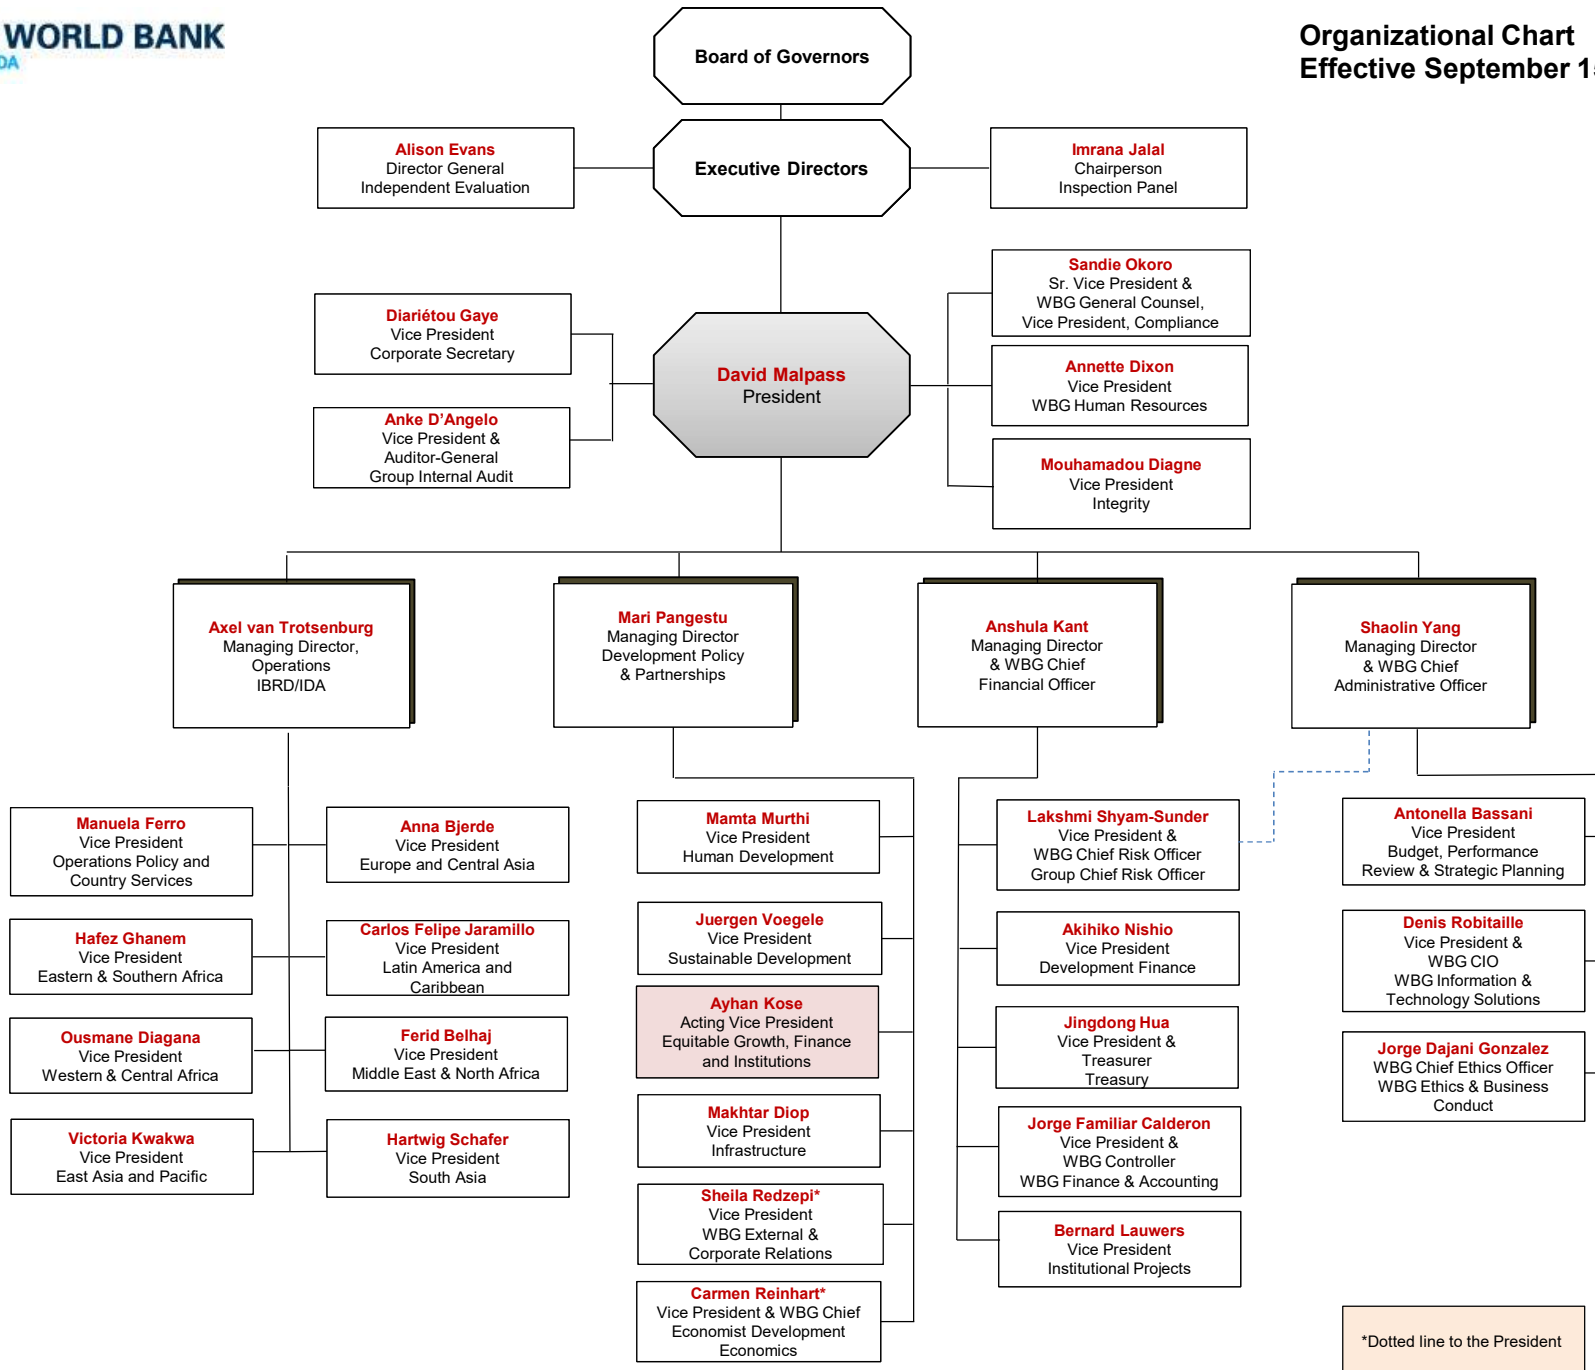 WORLD BANK
Organizational Chart
Effective September
Board of Governors
Alison Evans
Director General
Independent Evaluation
Executive Directors
Imrana Jalal
Chairperson
Inspection Panel
Diariétou Gaye
Vice President
Corporate Secretary
Anke D’Angelo
Vice President &
Auditor-General
Group Internal Audit
David Malpass
President
Sandie Okoro
Sr. Vice President &
WBG General Counsel,
Vice President, Compliance
Annette Dixon
Vice President
WBG Human Resources
Mouhamadou Diagne
Vice President
Integrity
Axel van Trotsenburg
Managing Director,
Operations
IBRD/IDA
Mari Pangestu
Managing Director
Development Policy
& Partnerships
Anshula Kant
Managing Director
& WBG Chief
Financial Officer
Shaolin Yang
Managing Director
& WBG Chief
Administrative Officer
Manuela Ferro
Vice President
Operations Policy and
Country Services
Anna Bjerde
Vice President
Europe and Central Asia
Hafez Ghanem
Vice President
Eastern & Southern Africa
Carlos Felipe Jaramillo
Vice President
Latin America and
Caribbean
Ousmane Diagana
Vice President
Western & Central Africa
Ferid Belhaj
Vice President
Middle East & North Africa
Victoria Kwakwa
Vice President
East Asia and Pacific
Hartwig Schafer
Vice President
South Asia
Mamta Murthi
Vice President
Human Development
Juergen Voegele
Vice President
Sustainable Development
Ayhan Kose
Acting Vice President
Equitable Growth, Finance
and Institutions
Makhtar Diop
Vice President
Infrastructure
Sheila Redzepi*
Vice President
WBG External &
Corporate Relations
Carmen Reinhart*
Vice President & WBG Chief
Economist Development
Economics
Lakshmi Shyam-Sunder
Vice President &
WBG Chief Risk Officer
Group Chief Risk Officer
Akihiko Nishio
Vice President
Development Finance
Jingdong Hua
Vice President &
Treasurer
Treasury
Jorge Familiar Calderon
Vice President &
WBG Controller
WBG Finance & Accounting
Bernard Lauwers
Vice President
Institutional Projects
Antonella Bassani
Vice President
Budget, Performance
Review & Strategic Planning
Denis Robitaille
Vice President &
WBG CIO
WBG Information &
Technology Solutions
Jorge Dajani Gonzalez
WBG Chief Ethics Officer
WBG Ethics & Business
Conduct
*Dotted line to the President